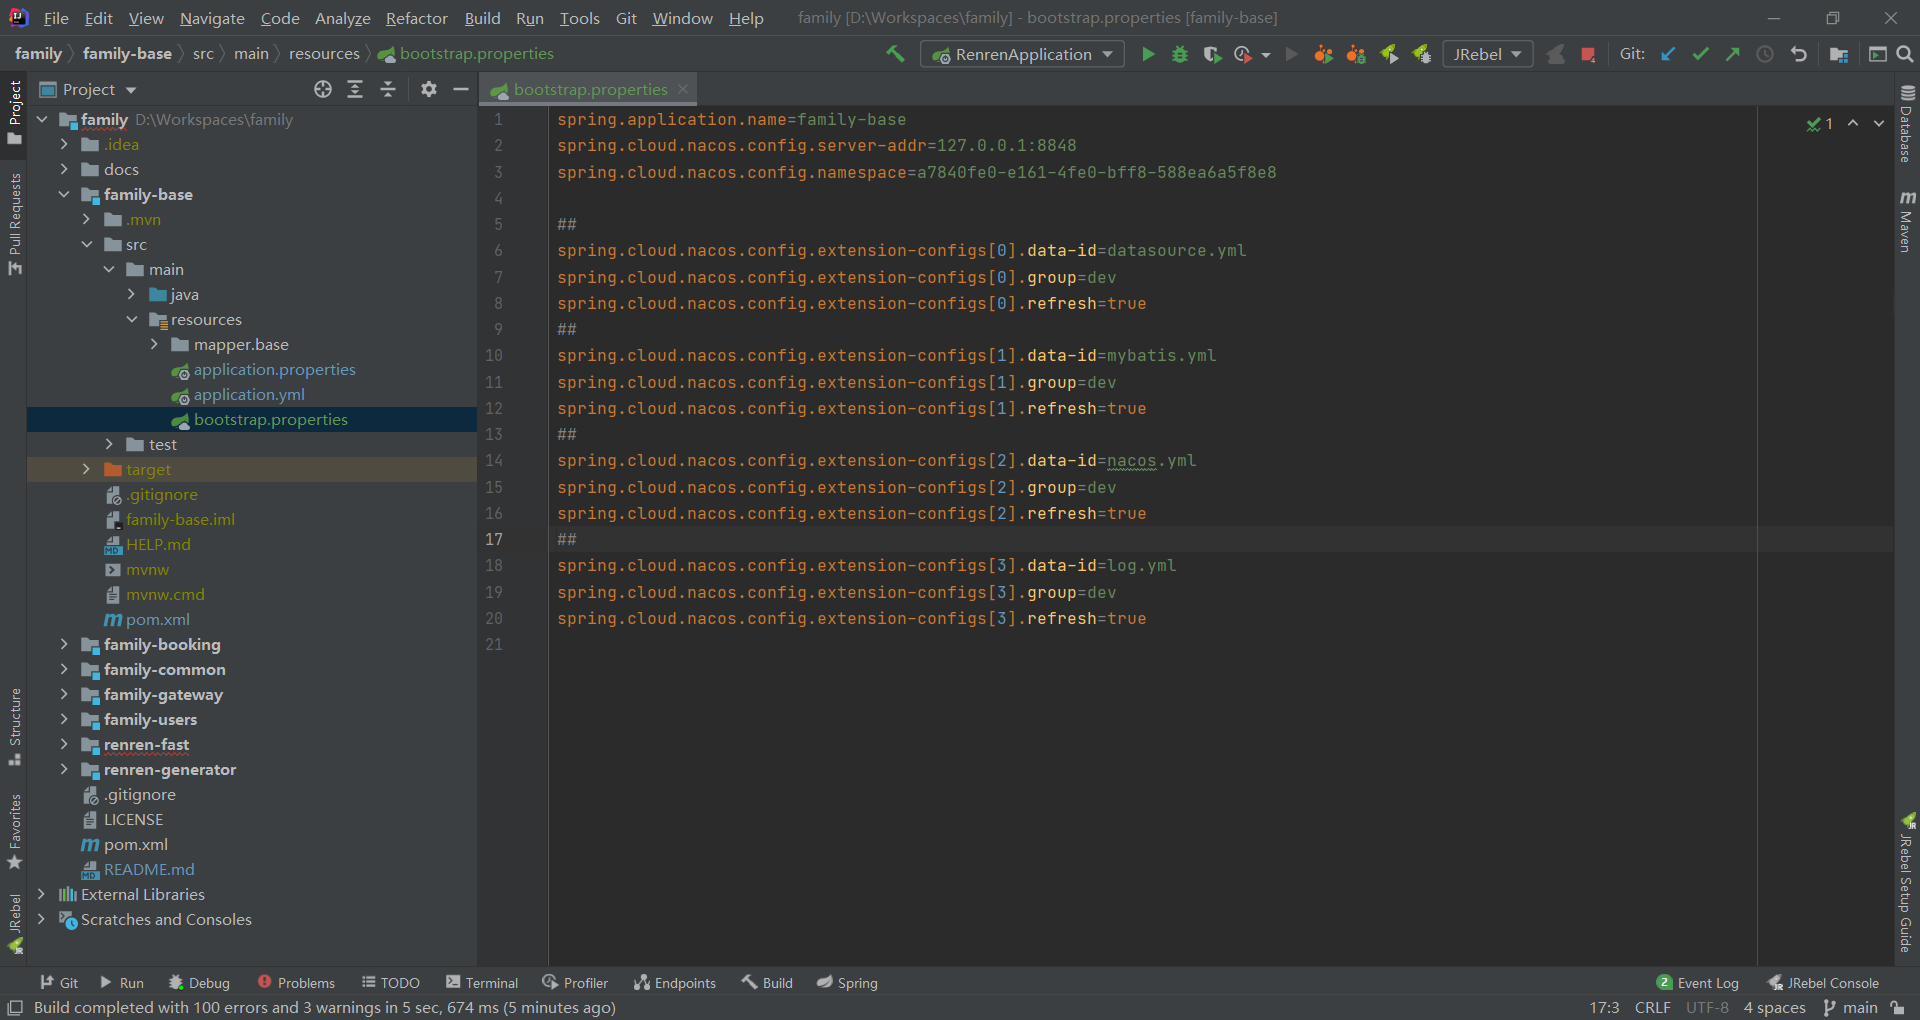 File Edit View Navigate Code Analyze Refactor Build Run Tools Git Window Help family [D:\Workspaces\family] - bootstrap.properties [family-base]
family family-base src main resources bootstrap.properties RenrenApplication JRebel Git:
Project
Pull Requests
Structure
Favorites
JRebel
Project
family D:\Workspaces\family
.idea
docs
family-base
.mvn
src
main
java
resources
mapper.base
application.properties
application.yml
bootstrap.properties
test
target
.gitignore
family-base.iml
HELP.md
mvnw
mvnw.cmd
pom.xml
family-booking
family-common
family-gateway
family-users
renren-fast
renren-generator
.gitignore
LICENSE
pom.xml
README.md
External Libraries
Scratches and Consoles
bootstrap.properties
1
1 spring.application.name=family-base
2 spring.cloud.nacos.config.server-addr=127.0.0.1:8848
3 spring.cloud.nacos.config.namespace=a7840fe0-e161-4fe0-bff8-588ea6a5f8e8
4
5 ##
6 spring.cloud.nacos.config.extension-configs[0].data-id=datasource.yml
7 spring.cloud.nacos.config.extension-configs[0].group=dev
8 spring.cloud.nacos.config.extension-configs[0].refresh=true
9 ##
10 spring.cloud.nacos.config.extension-configs[1].data-id=mybatis.yml
11 spring.cloud.nacos.config.extension-configs[1].group=dev
12 spring.cloud.nacos.config.extension-configs[1].refresh=true
13 ##
14 spring.cloud.nacos.config.extension-configs[2].data-id=nacos.yml
15 spring.cloud.nacos.config.extension-configs[2].group=dev
16 spring.cloud.nacos.config.extension-configs[2].refresh=true
17 ##
18 spring.cloud.nacos.config.extension-configs[3].data-id=log.yml
19 spring.cloud.nacos.config.extension-configs[3].group=dev
20 spring.cloud.nacos.config.extension-configs[3].refresh=true
21
Database
Maven
JRebel Setup Guide
Git Run Debug Problems TODO Terminal Profiler Endpoints Build Spring 2 Event Log JRebel Console
Build completed with 100 errors and 3 warnings in 5 sec, 674 ms (5 minutes ago) 17:3 CRLF UTF-8 4 spaces main